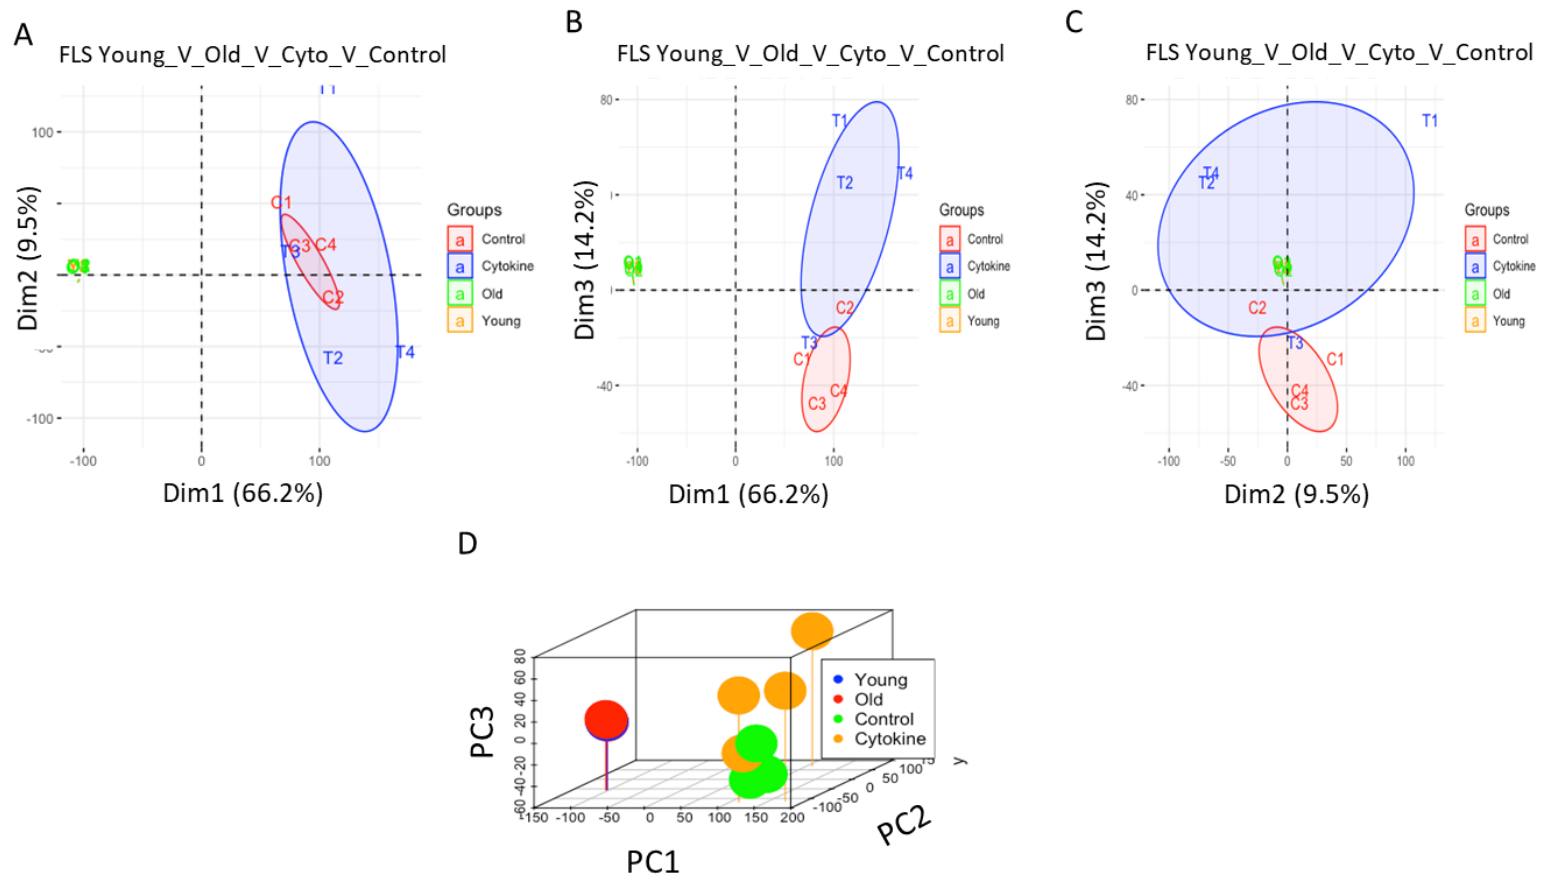 A
FLS Young_V_Old_V_Cyto_V_Control
Dim2 (9.5%)
100
-100
C1
C3 C4
T3
C2
T2
T4
-100
0
100
Dim1 (66.2%)
Groups
a Control
a Cytokine
a Old
a Young
B
FLS Young_V_Old_V_Cyto_V_Control
Dim3 (14.2%)
80
0
-40
T1
T2
T4
C2
T3
C1
C4
C3
-100
0
100
Dim1 (66.2%)
Groups
a Control
a Cytokine
a Old
a Young
C
FLS Young_V_Old_V_Cyto_V_Control
Dim3 (14.2%)
80
40
0
-40
T1
T4
T2
C2
T3
C1
C4
C3
-100
-50
0
50
100
Dim2 (9.5%)
Groups
a Control
a Cytokine
a Old
a Young
D
PC3
80
60
40
20
0
-20
-40
-60
-150 -100 -50 0 50 100 150 200
PC1
-100
-50
0
50
100
y
PC2
Young
Old
Control
Cytokine